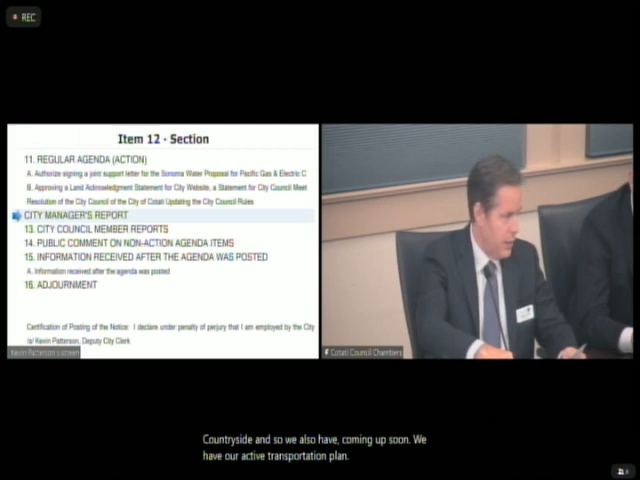 REC
Item 12 - Section
11. REGULAR AGENDA (ACTION)
A. Authorize signing a joint support letter for the Sonoma Water Proposal for Pacific Gas & Electric C
B. Approving a Land Acknowledgment Statement for City Website, a Statement for City Council Meet
Resolution of the City Council of the City of Cotati Updating the City Council Rules
CITY MANAGER'S REPORT
13. CITY COUNCIL MEMBER REPORTS
14. PUBLIC COMMENT ON NON-ACTION AGENDA ITEMS
15. INFORMATION RECEIVED AFTER THE AGENDA WAS POSTED
A. Information received after the agenda was posted
16. ADJOURNMENT
Certification of Posting of the Notice: I declare under penalty of perjury that I am employed by the City
/s/ Kevin Patterson, Deputy City Clerk
Kevin Patterson's screen
Cotati Council Chambers
Countryside and so we also have, coming up soon. We
have our active transportation plan.